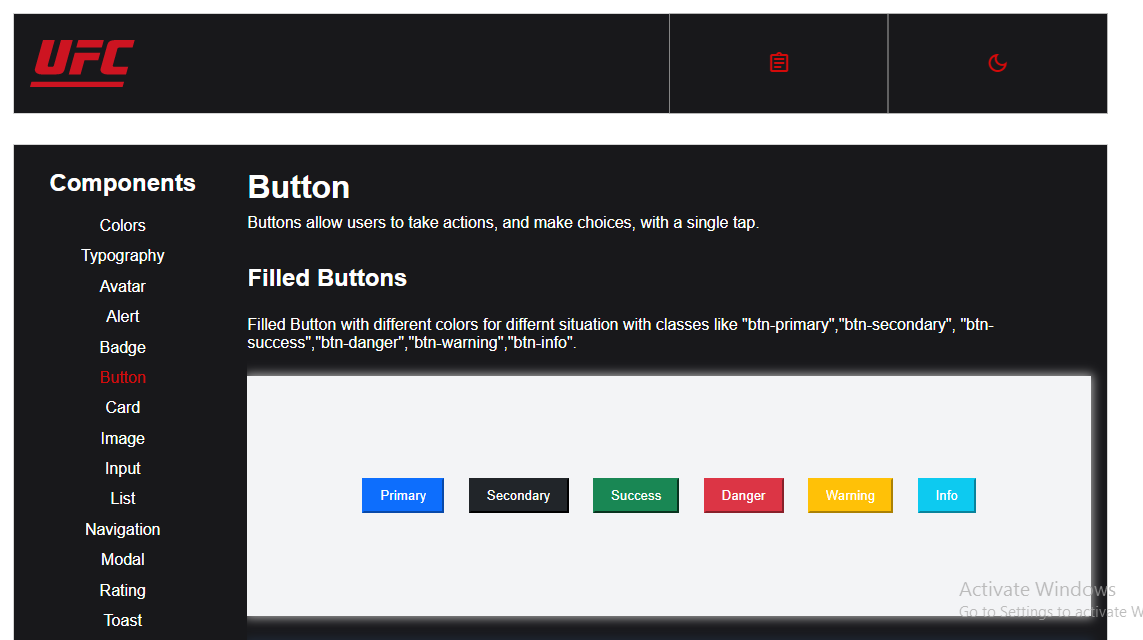 UFC
Components
Colors
Typography
Avatar
Alert
Badge
Button
Card
Image
Input
List
Navigation
Modal
Rating
Toast
Button
Buttons allow users to take actions, and make choices, with a single tap.
Filled Buttons
Filled Button with different colors for differnt situation with classes like "btn-primary","btn-secondary", "btn-
success","btn-danger","btn-warning","btn-info".
Primary
Secondary
Success
Danger
Warning
Info
Activate Windows
Go to Settings to activate W